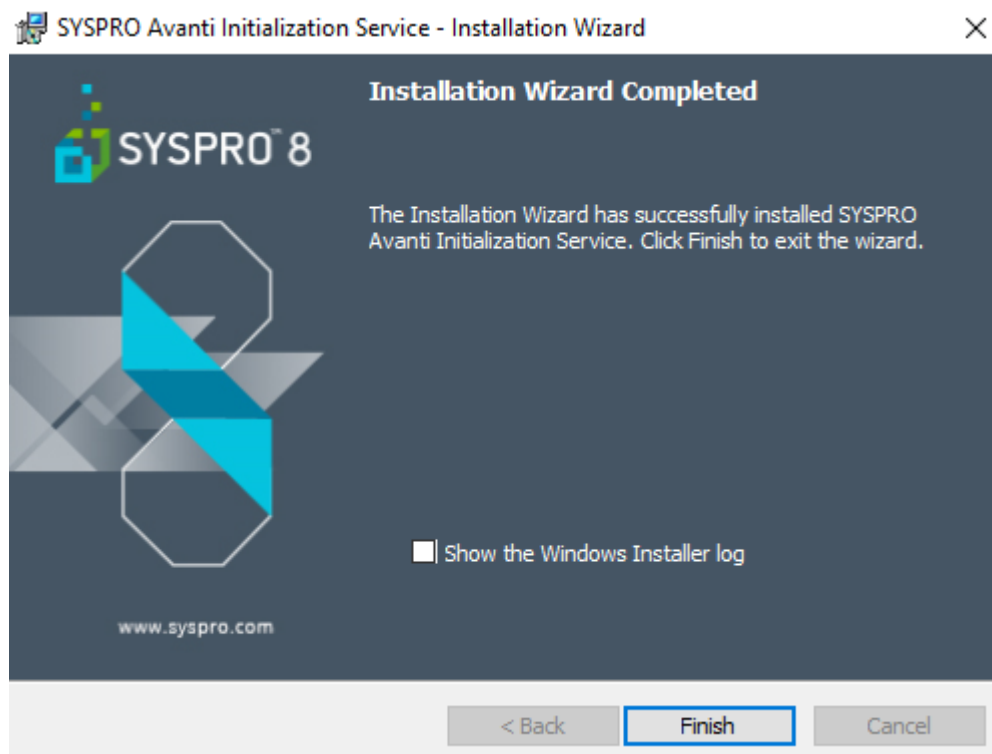 SYSPRO Avanti Initialization Service - Installation Wizard
Installation Wizard Completed
SYSPRO™ 8
The Installation Wizard has successfully installed SYSPRO
Avanti Initialization Service. Click Finish to exit the wizard.
Show the Windows Installer log
www.syspro.com
< Back
Finish
Cancel